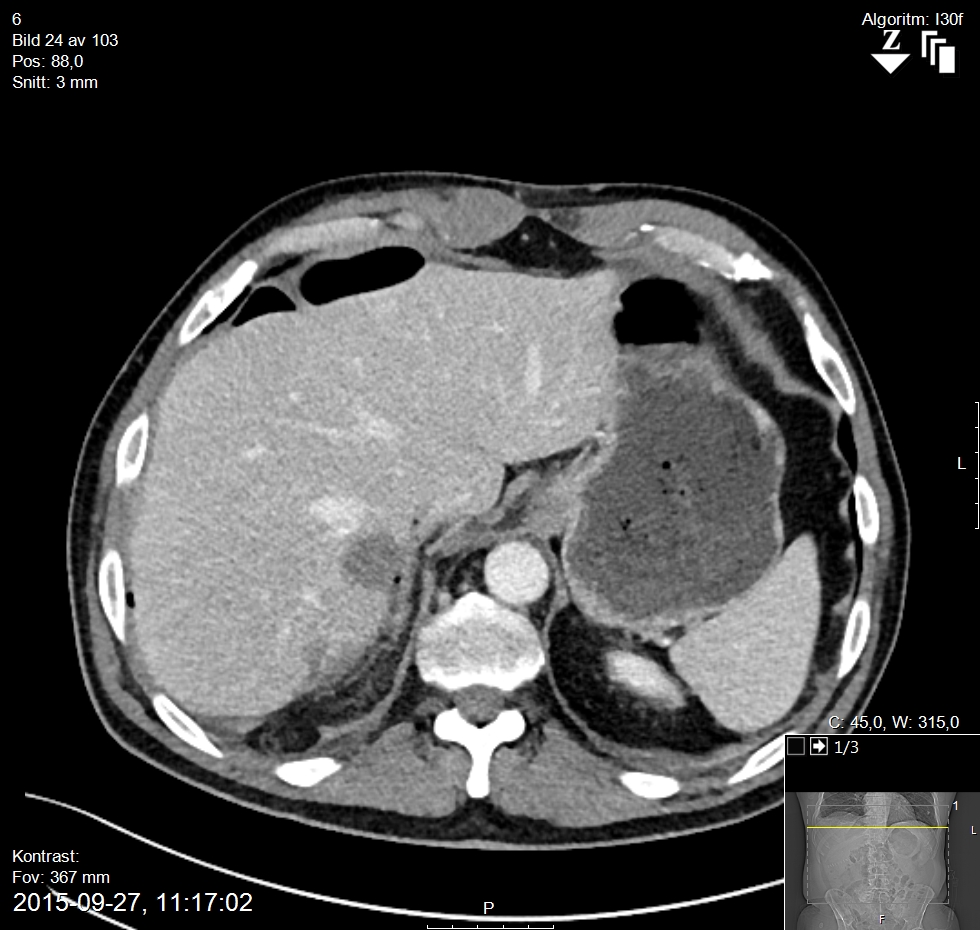 6
Bild 24 av 103
Pos: 88,0
Snitt: 3 mm
Algoritm: I30f
Z
L
C: 45,0, W: 315,0
1/3
1
L
F
Kontrast:
Fov: 367 mm
2015-09-27, 11:17:02
P